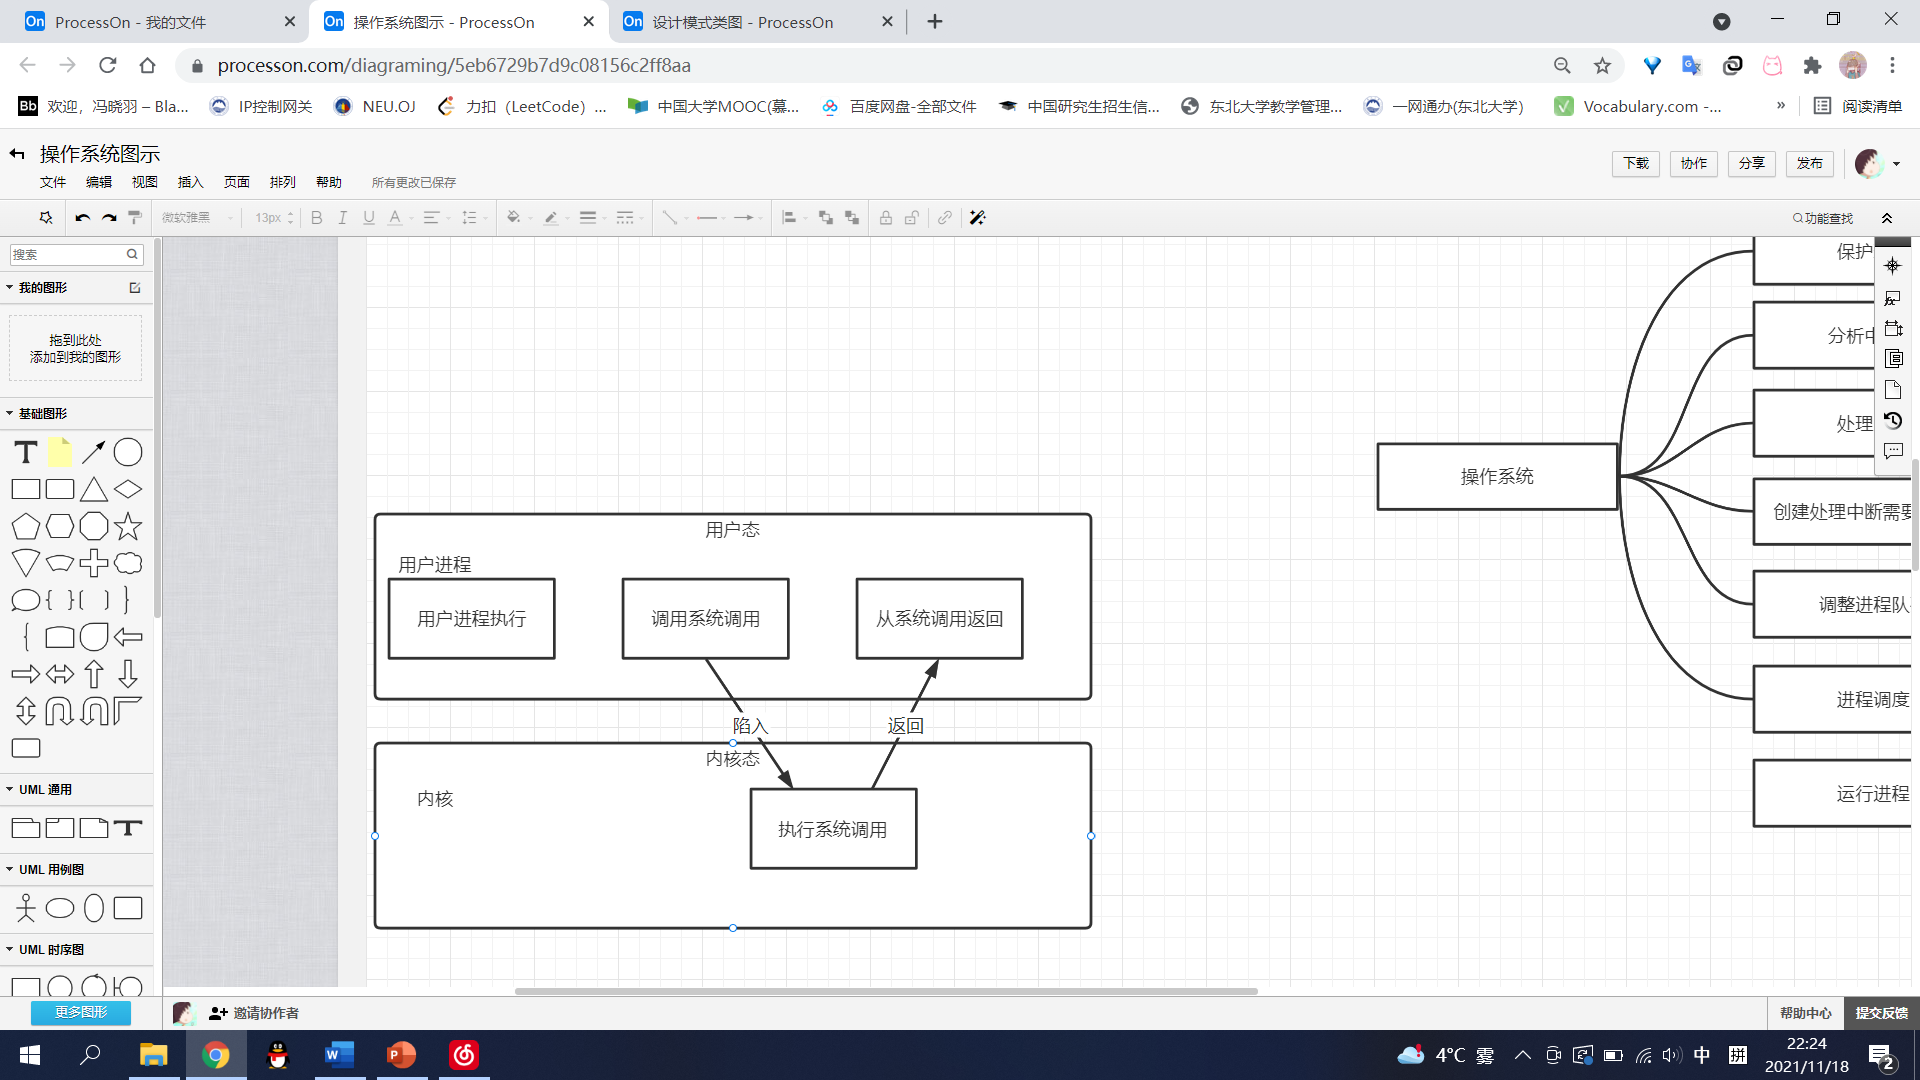 ProcessOn - 我的文件
操作系统图示 - ProcessOn
设计模式类图 - ProcessOn
processon.com/diagraming/5eb6729b7d9c08156c2ff8aa
欢迎，冯晓羽 – Bla...
IP控制网关
NEU.OJ
力扣（LeetCode）...
中国大学MOOC(慕...
百度网盘-全部文件
中国研究生招生信...
东北大学教学管理...
一网通办(东北大学)
Vocabulary.com -...
»
阅读清单
操作系统图示
文件 编辑 视图 插入 页面 排列 帮助 所有更改已保存
下载 协作 分享 发布
微软雅黑 13px B I U A
功能查找
搜索
我的图形
拖到此处
添加到我的图形
基础图形
UML 通用
UML 用例图
UML 时序图
更多图形
用户态
用户进程
用户进程执行
调用系统调用
从系统调用返回
陷入
返回
内核态
内核
执行系统调用
操作系统
保护
分析中
处理
创建处理中断需要
调整进程队
进程调度
运行进程
邀请协作者
帮助中心
提交反馈
4°C 雾
中
拼
22:24
2021/11/18
2